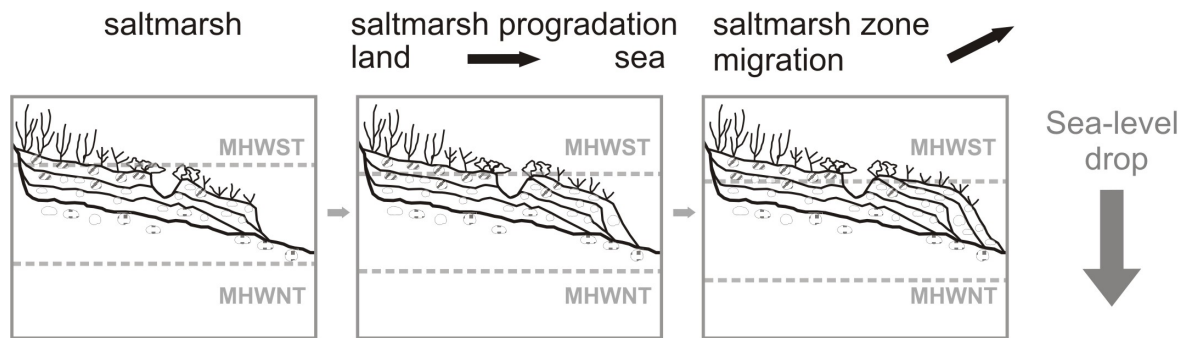 saltmarsh
saltmarsh progradation
land sea
saltmarsh zone
migration
MHWST
MHWNT
MHWST
MHWNT
MHWST
MHWNT
Sea-level
drop